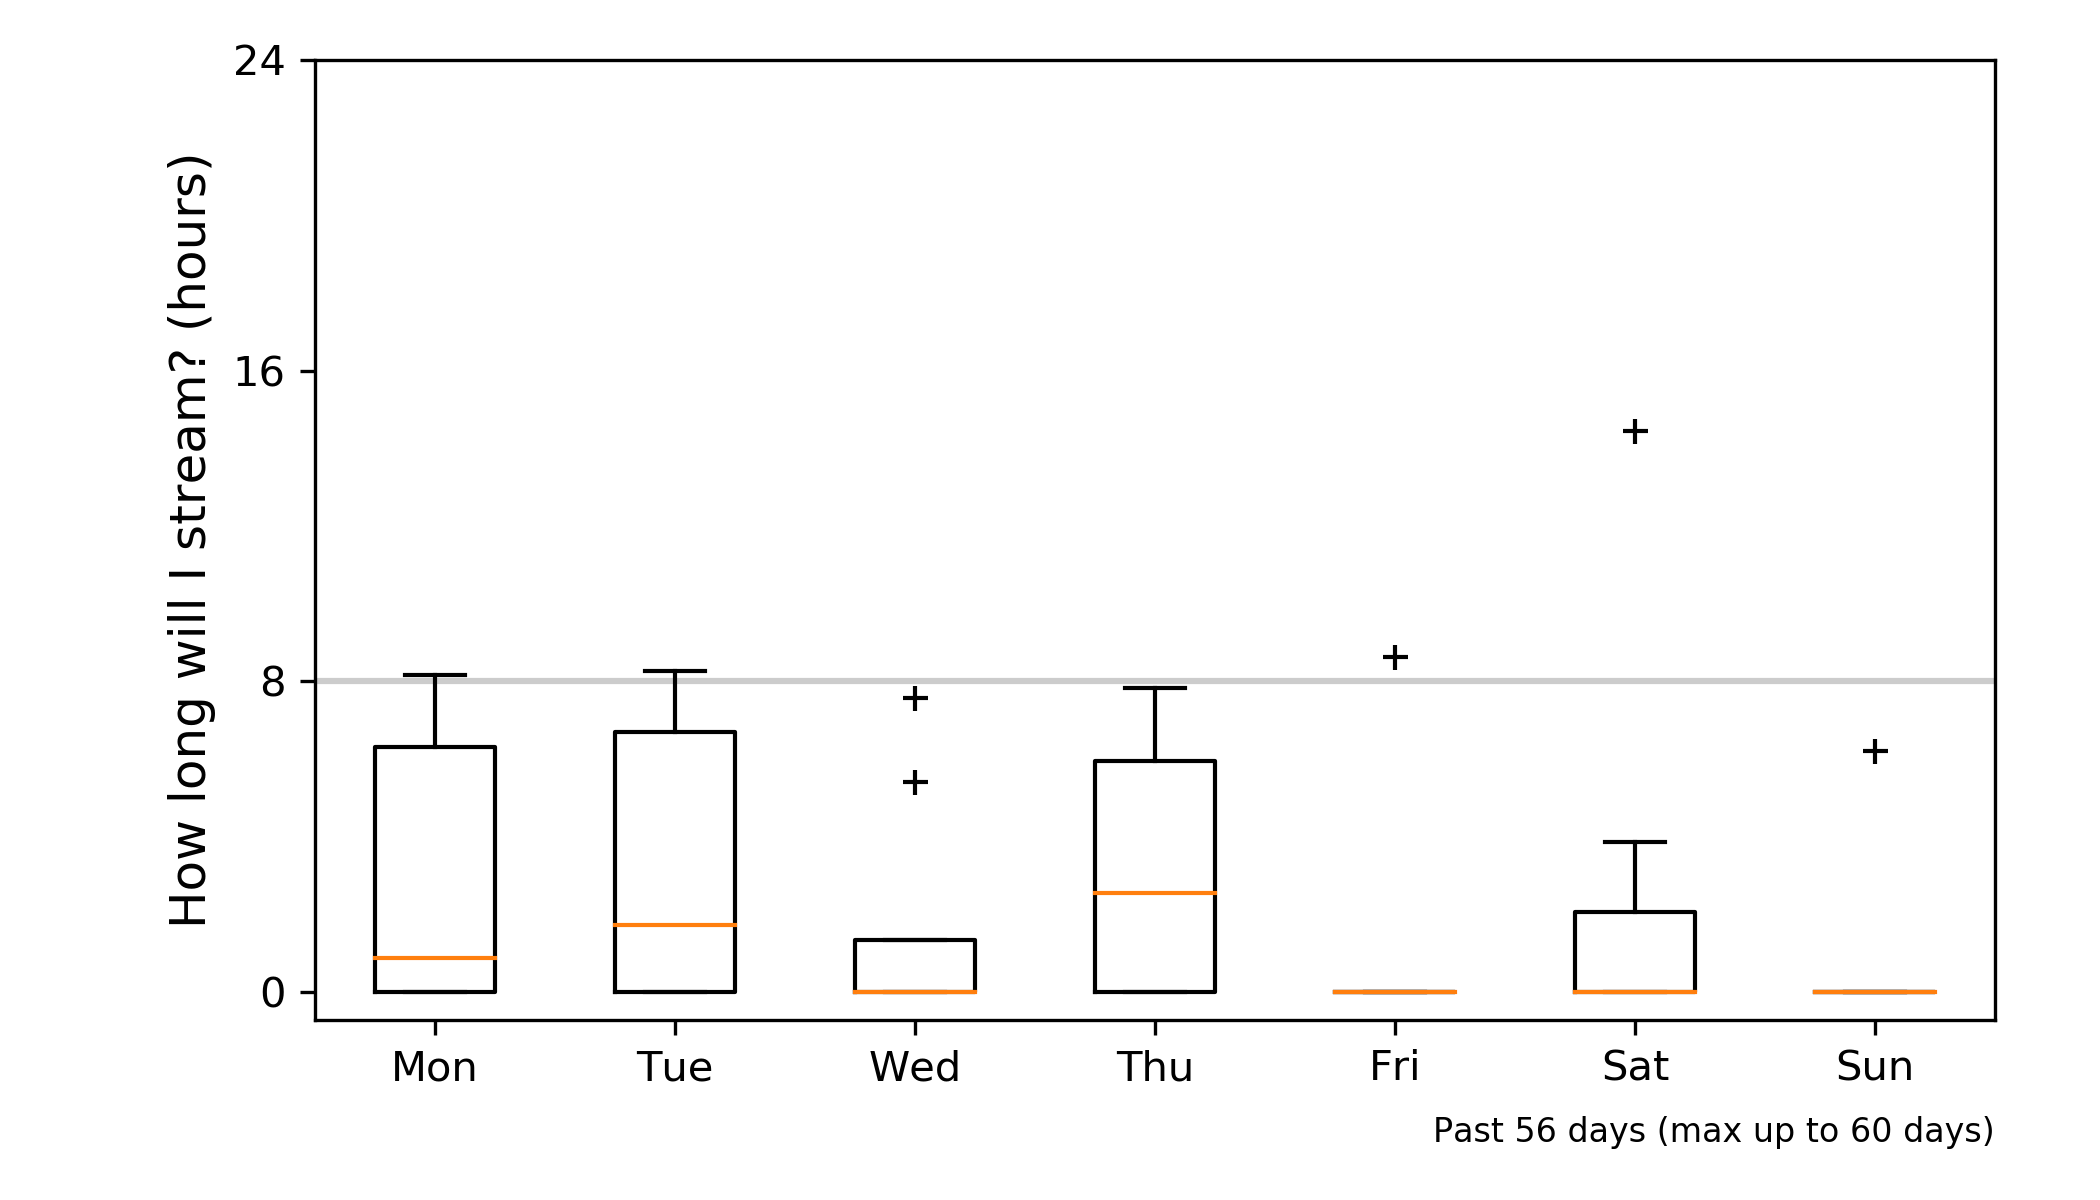 How long will I stream? (hours)
24
16
8
0
Mon Tue Wed Thu Fri Sat Sun
Past 56 days (max up to 60 days)